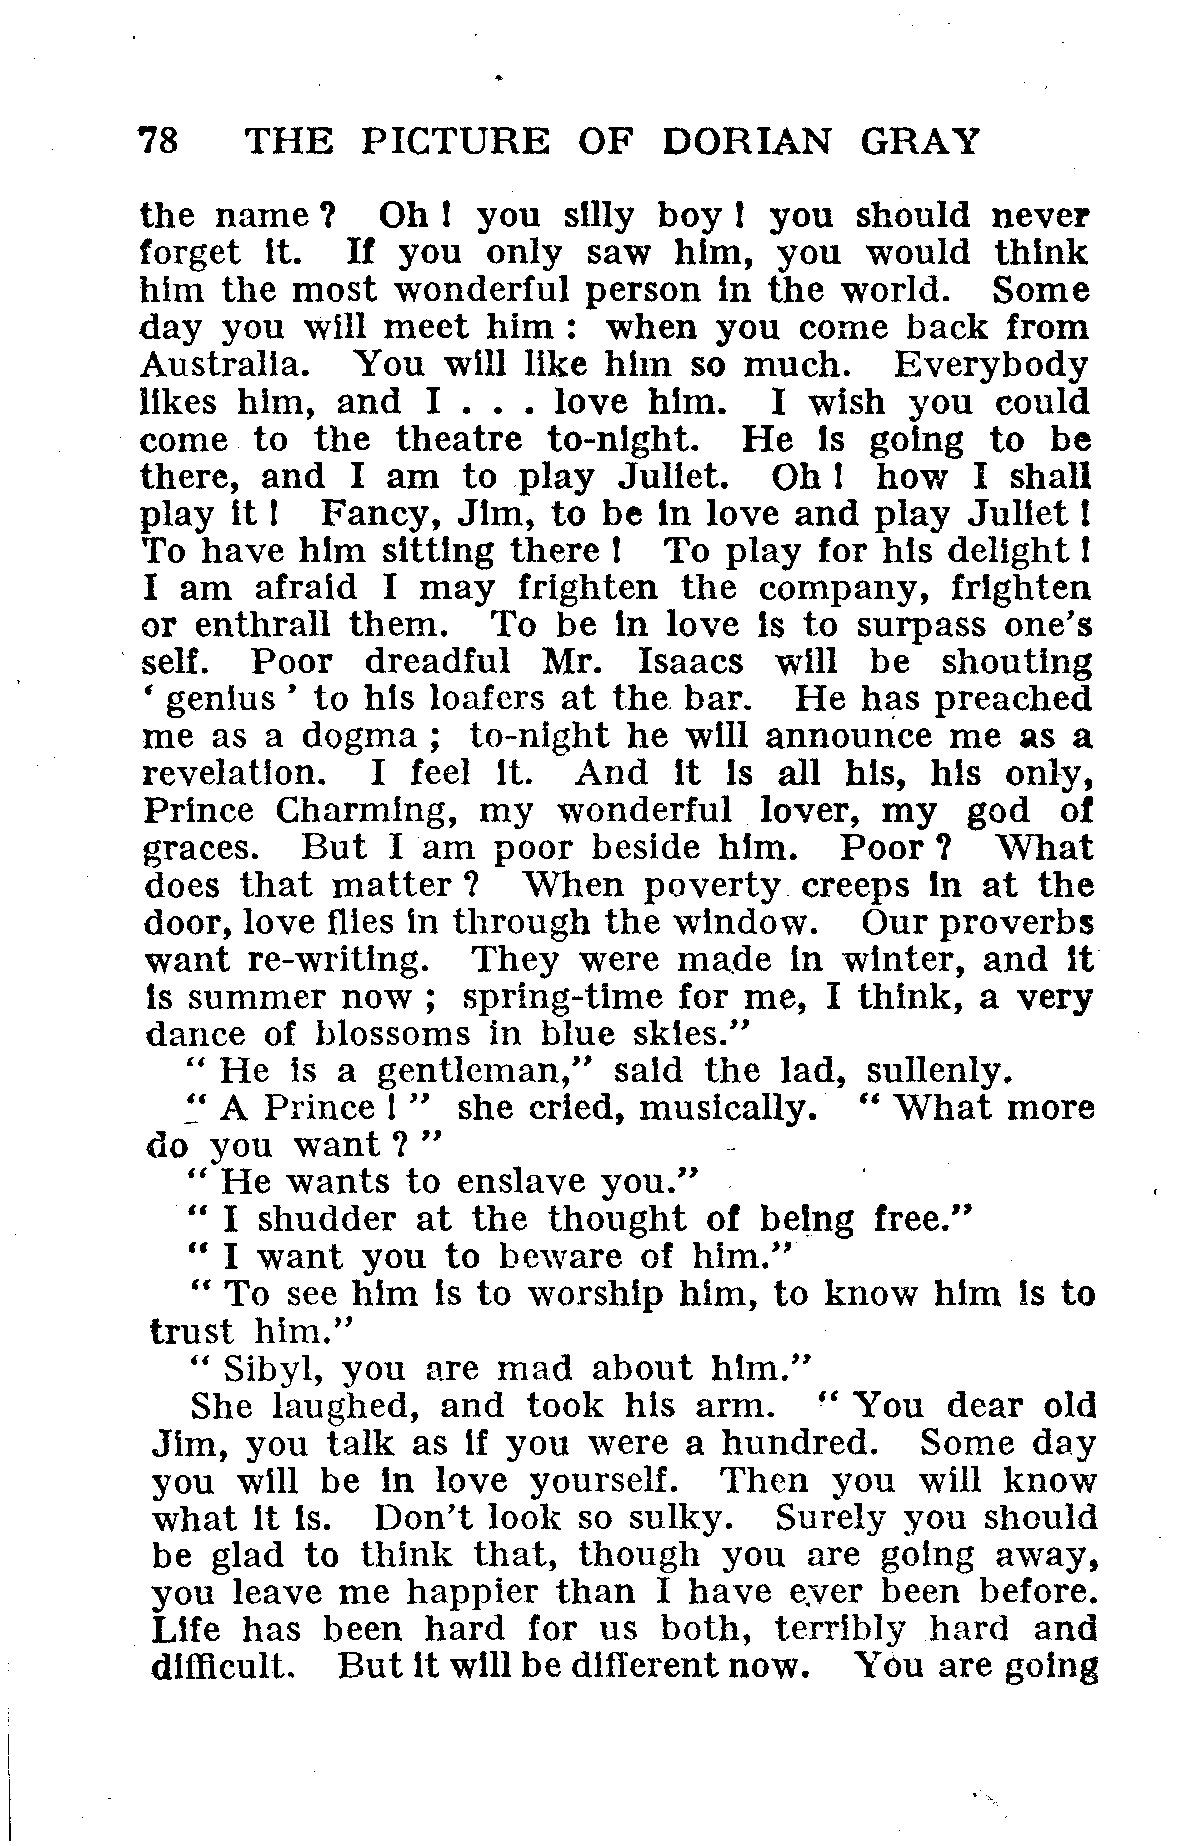 78 THE PICTURE OF DORIAN GRAY
the name ? Oh ! you silly boy ! you should never
forget it. If you only saw him, you would think
him the most wonderful person in the world. Some
day you will meet him : when you come back from
Australia. You will like him so much. Everybody
likes him, and I . . . love him. I wish you could
come to the theatre to-night. He is going to be
there, and I am to play Juliet. Oh ! how I shall
play it ! Fancy, Jim, to be in love and play Juliet !
To have him sitting there ! To play for his delight !
I am afraid I may frighten the company, frighten
or enthrall them. To be in love is to surpass one's
self. Poor dreadful Mr. Isaacs will be shouting
‘ genius ’ to his loafers at the bar. He has preached
me as a dogma ; to-night he will announce me as a
revelation. I feel it. And it is all his, his only,
Prince Charming, my wonderful lover, my god of
graces. But I am poor beside him. Poor ? What
does that matter ? When poverty creeps in at the
door, love flies in through the window. Our proverbs
want re-writing. They were made in winter, and it
is summer now ; spring-time for me, I think, a very
dance of blossoms in blue skies.”
“ He is a gentleman,” said the lad, sullenly.
“ A Prince ! ” she cried, musically. “ What more
do you want ? ”
“ He wants to enslave you.”
“ I shudder at the thought of being free.”
“ I want you to beware of him.”
“ To see him is to worship him, to know him is to
trust him.”
“ Sibyl, you are mad about him.”
She laughed, and took his arm. “ You dear old
Jim, you talk as if you were a hundred. Some day
you will be in love yourself. Then you will know
what it is. Don't look so sulky. Surely you should
be glad to think that, though you are going away,
you leave me happier than I have ever been before.
Life has been hard for us both, terribly hard and
difficult. But it will be different now. You are going